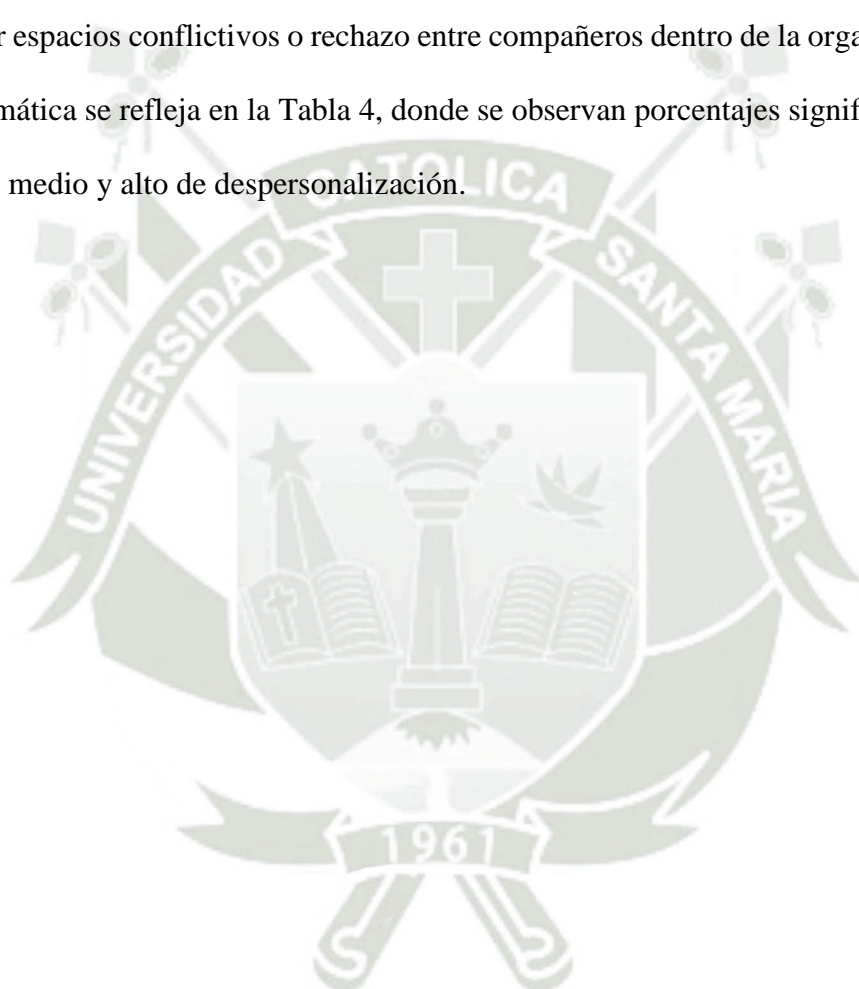 r espacios conflictivos o rechazo entre compañeros dentro de la orga
mática se refleja en la Tabla 4, donde se observan porcentajes signif
medio y alto de despersonalización.
UNIVERSIDAD CATOLICA SANTA MARIA
1961